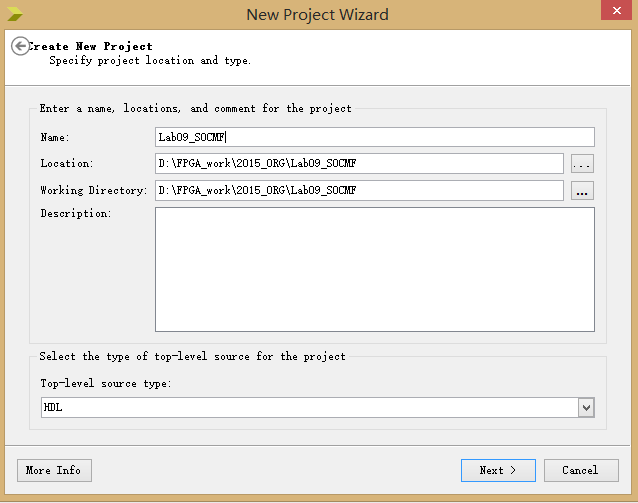 New Project Wizard
Create New Project
Specify project location and type.
Enter a name, locations, and comment for the project
Name:
Lab09_SOCMF
Location:
D:\FPGA_work\2015_ORG\Lab09_SOCMF
...
Working Directory:
D:\FPGA_work\2015_ORG\Lab09_SOCMF
...
Description:
Select the type of top-level source for the project
Top-level source type:
HDL
More Info
Next >
Cancel